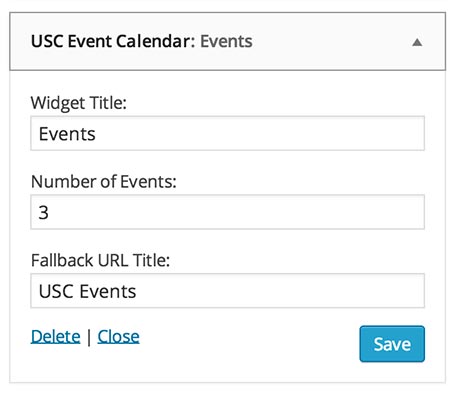 USC Event Calendar: Events
Widget Title:
Events
Number of Events:
3
Fallback URL Title:
USC Events
Delete | Close
Save